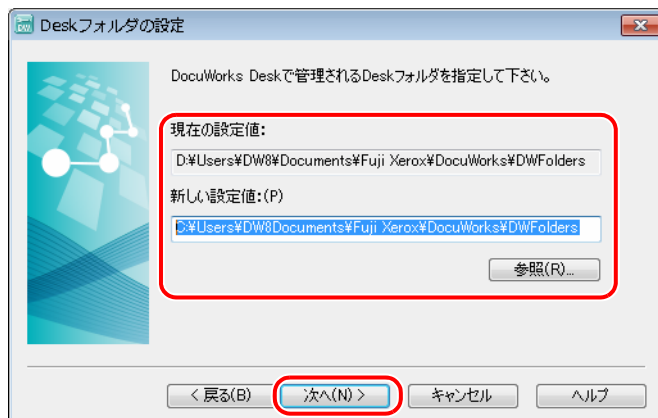 Deskフォルダの設定
DocuWorks Deskで管理されるDeskフォルダを指定して下さい。
現在の設定値:
D:¥Users¥DW8¥Documents¥Fuji Xerox¥DocuWorks¥DWFolders
新しい設定値:(P)
C:¥Users¥DW8Documents¥Fuji Xerox¥DocuWorks¥DWFolders
参照(R)...
< 戻る(B) 次へ(N) > キャンセル ヘルプ